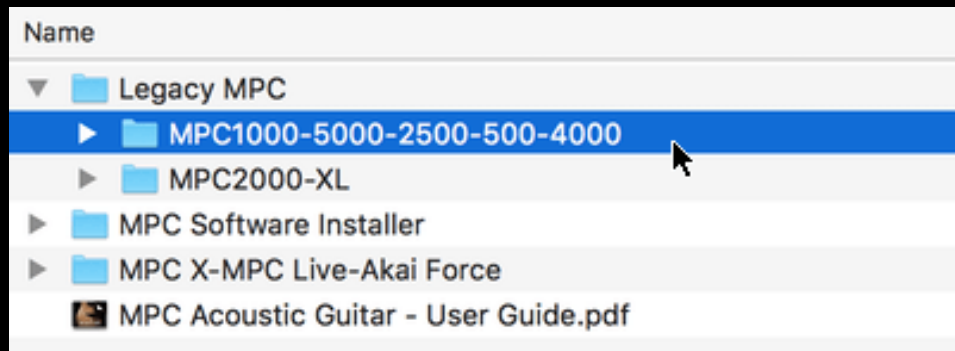 Name
Legacy MPC
MPC1000-5000-2500-500-4000
MPC2000-XL
MPC Software Installer
MPC X-MPC Live-Akai Force
MPC Acoustic Guitar - User Guide.pdf